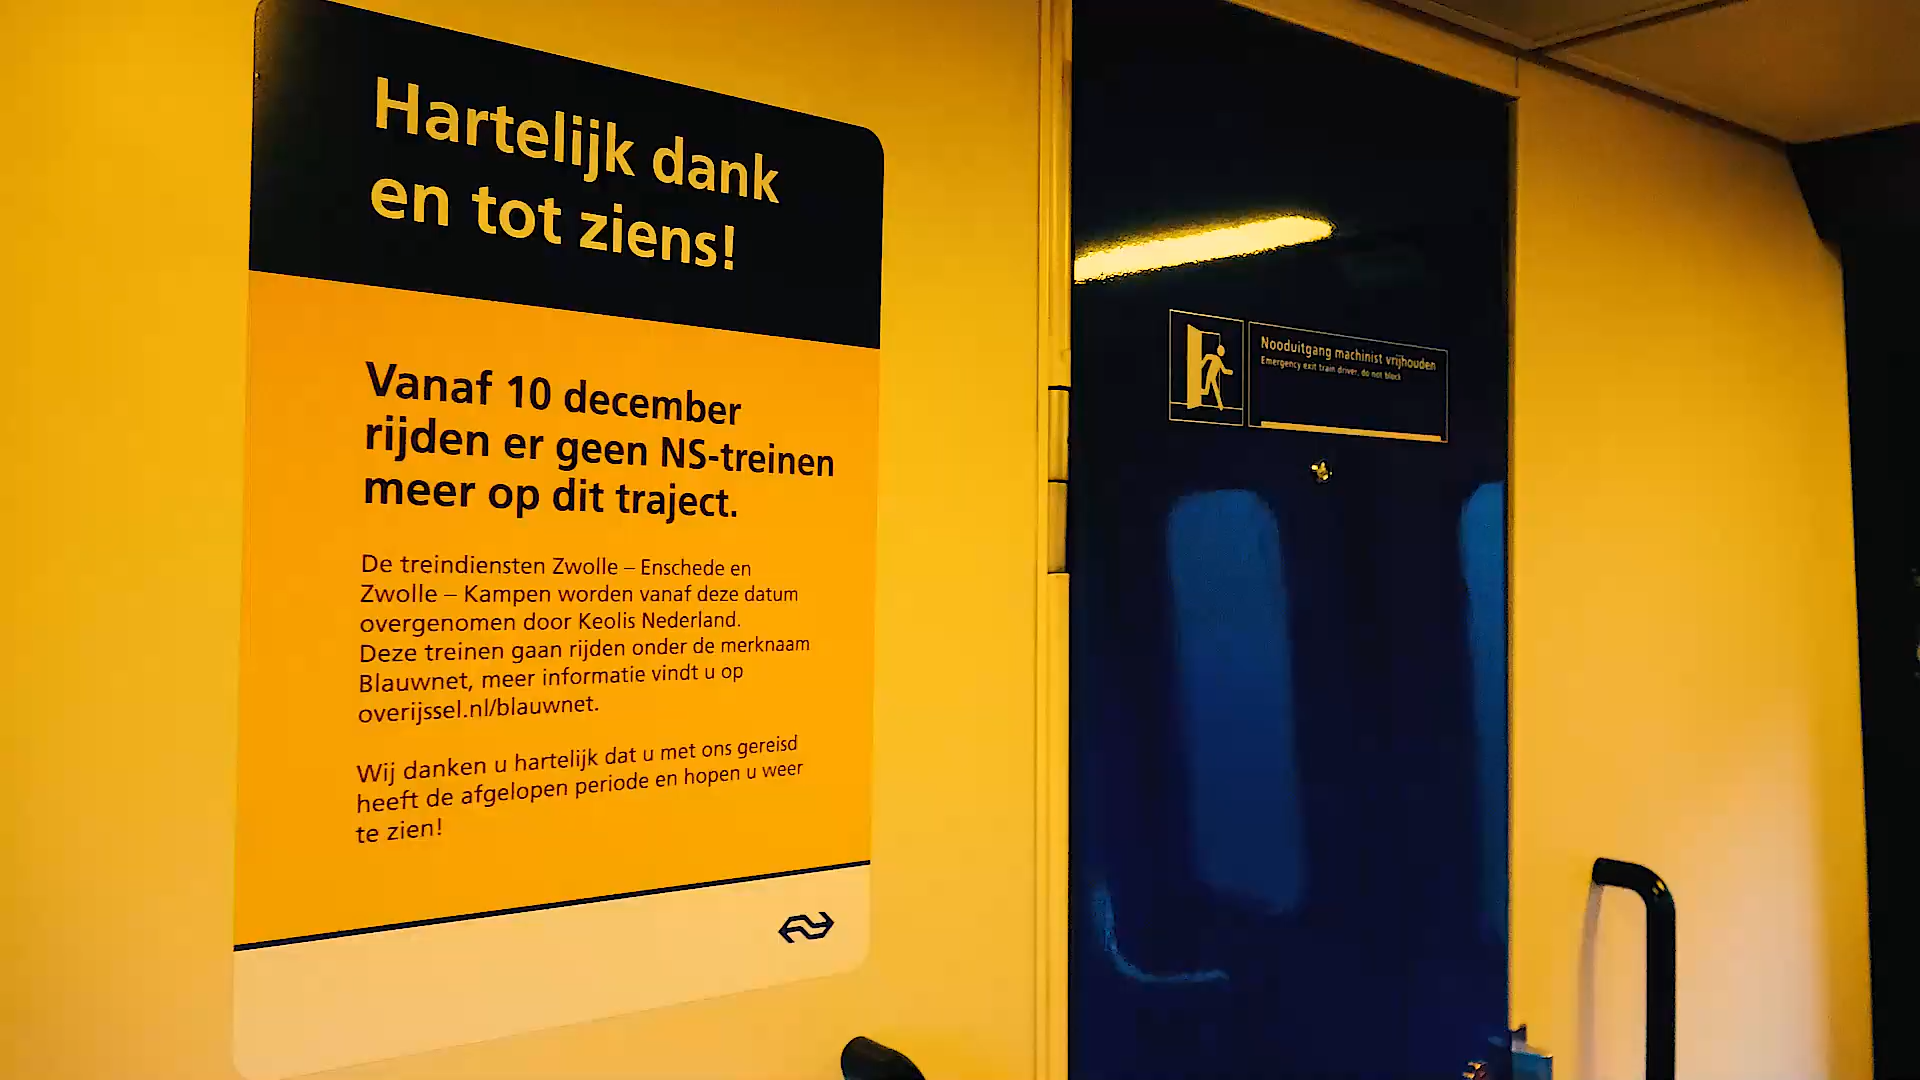 Hartelijk dank
en tot ziens!
Vanaf 10 december
rijden er geen NS-treinen
meer op dit traject.
De treindiensten Zwolle – Enschede en
Zwolle – Kampen worden vanaf deze datum
overgenomen door Keolis Nederland.
Deze treinen gaan rijden onder de merknaam
Blauwnet, meer informatie vindt u op
overijssel.nl/blauwnet.
Wij danken u hartelijk dat u met ons gereisd
heeft de afgelopen periode en hopen u weer
te zien!
Nooduitgang machinist vrijhouden
Emergency exit train driver, do not block